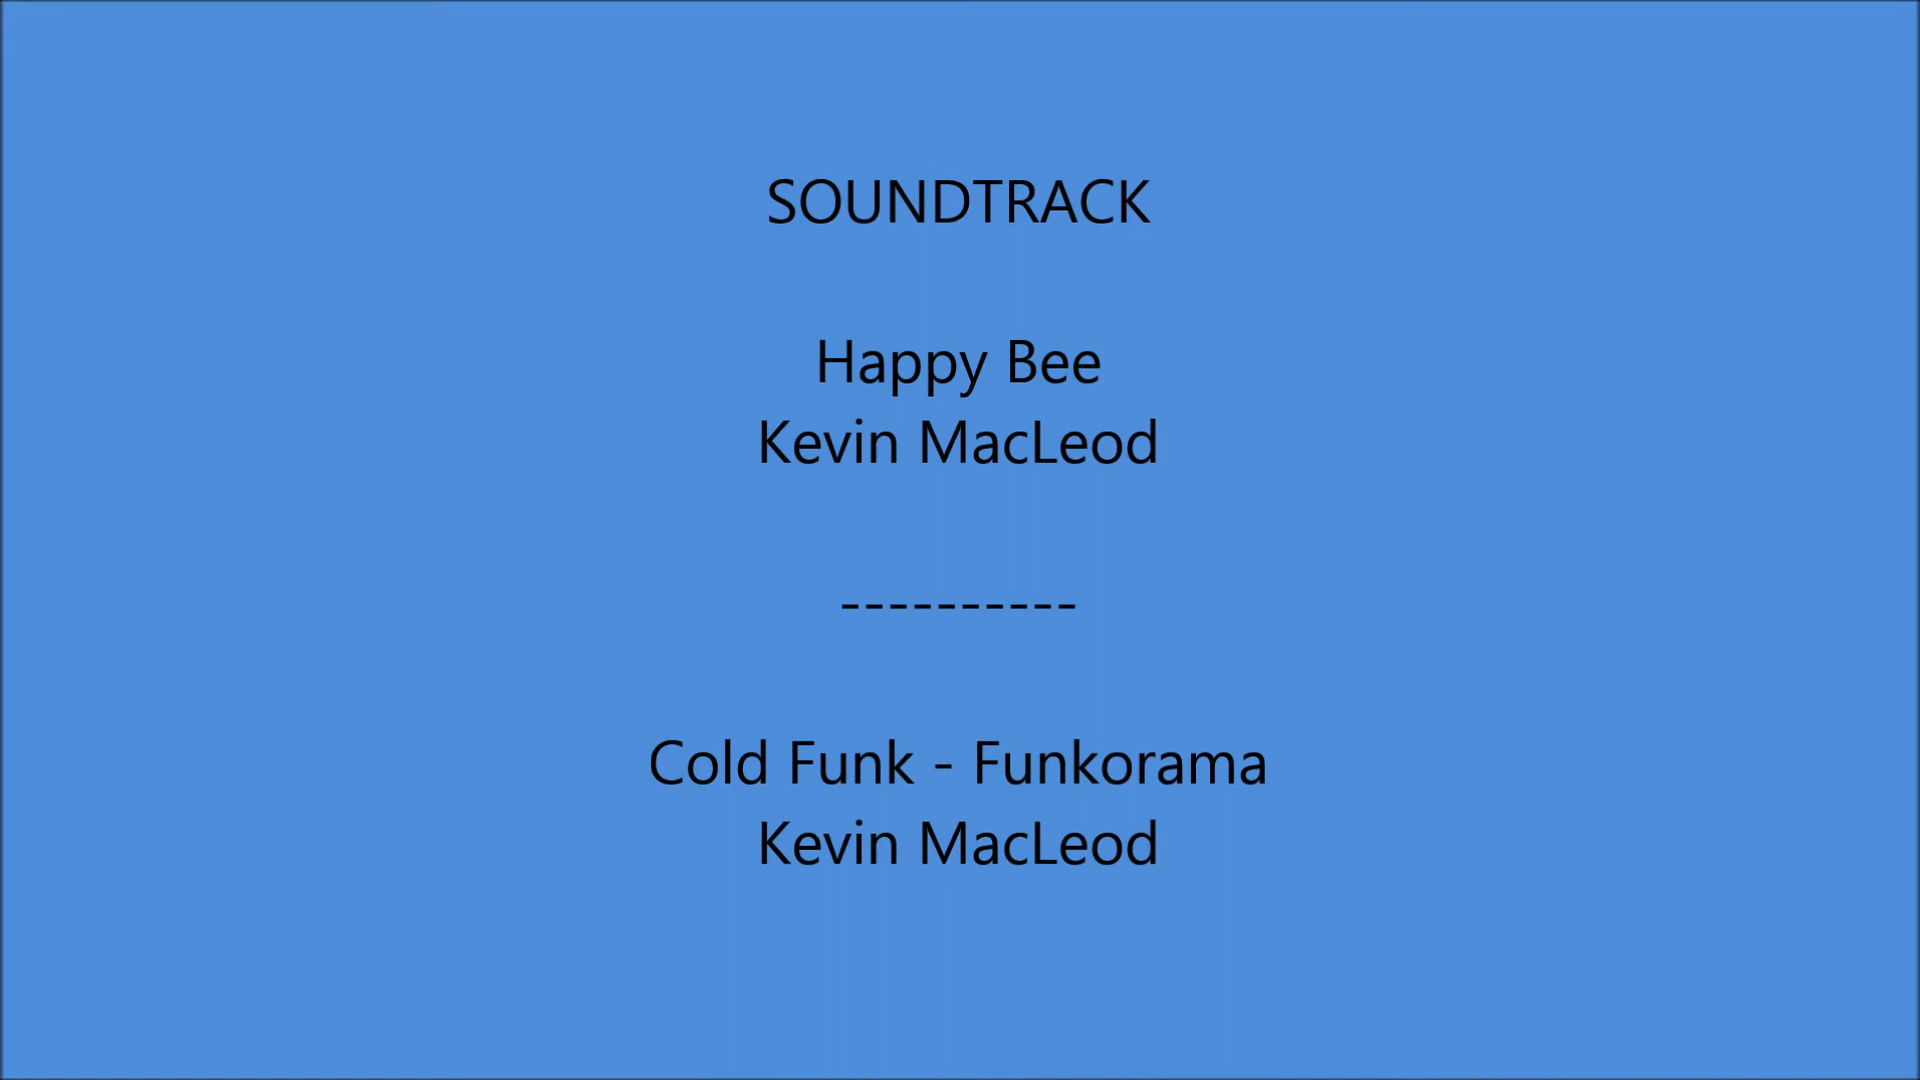 SOUNDTRACK
Happy Bee
Kevin MacLeod
----------
Cold Funk - Funkorama
Kevin MacLeod